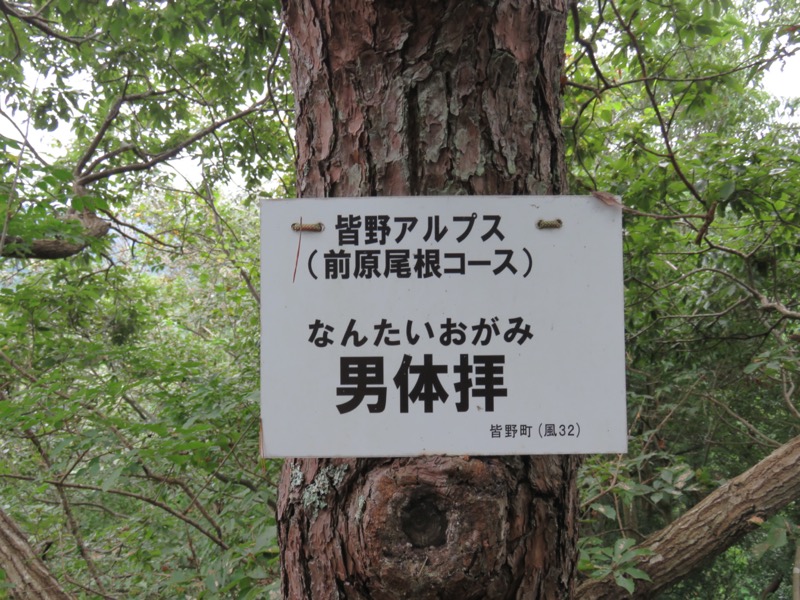 皆野アルプス
(前原尾根コース)
なんたいおがみ
男体拝
皆野町(風32)